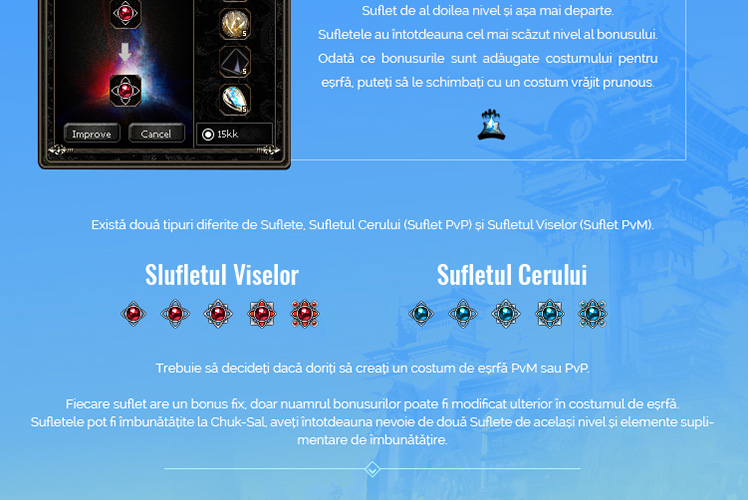 Suflet de al doilea nivel și așa mai departe.
Sufletele au întotdeauna cel mai scăzut nivel al bonusului.
Odată ce bonusurile sunt adăugate costumului pentru
eșrfă, puteți să le schimbați cu un costum vrăjit prunous.
5
5
15
Improve
Cancel
15kk
Există două tipuri diferite de Suflete, Sufletul Cerului (Suflet PvP) și Sufletul Viselor (Suflet PvM).
Slufletul Viselor
Sufletul Cerului
Trebuie să decideți dacă doriți să creați un costum de eșrfă PvM sau PvP.
Fiecare suflet are un bonus fix, doar nuamrul bonusurilor poate fi modificat ulterior în costumul de eșrfă.
Sufletele pot fi îmbunătățite la Chuk-Sal, aveți întotdeauna nevoie de două Suflete de același nivel și elemente supli-
mentare de îmbunătățire.